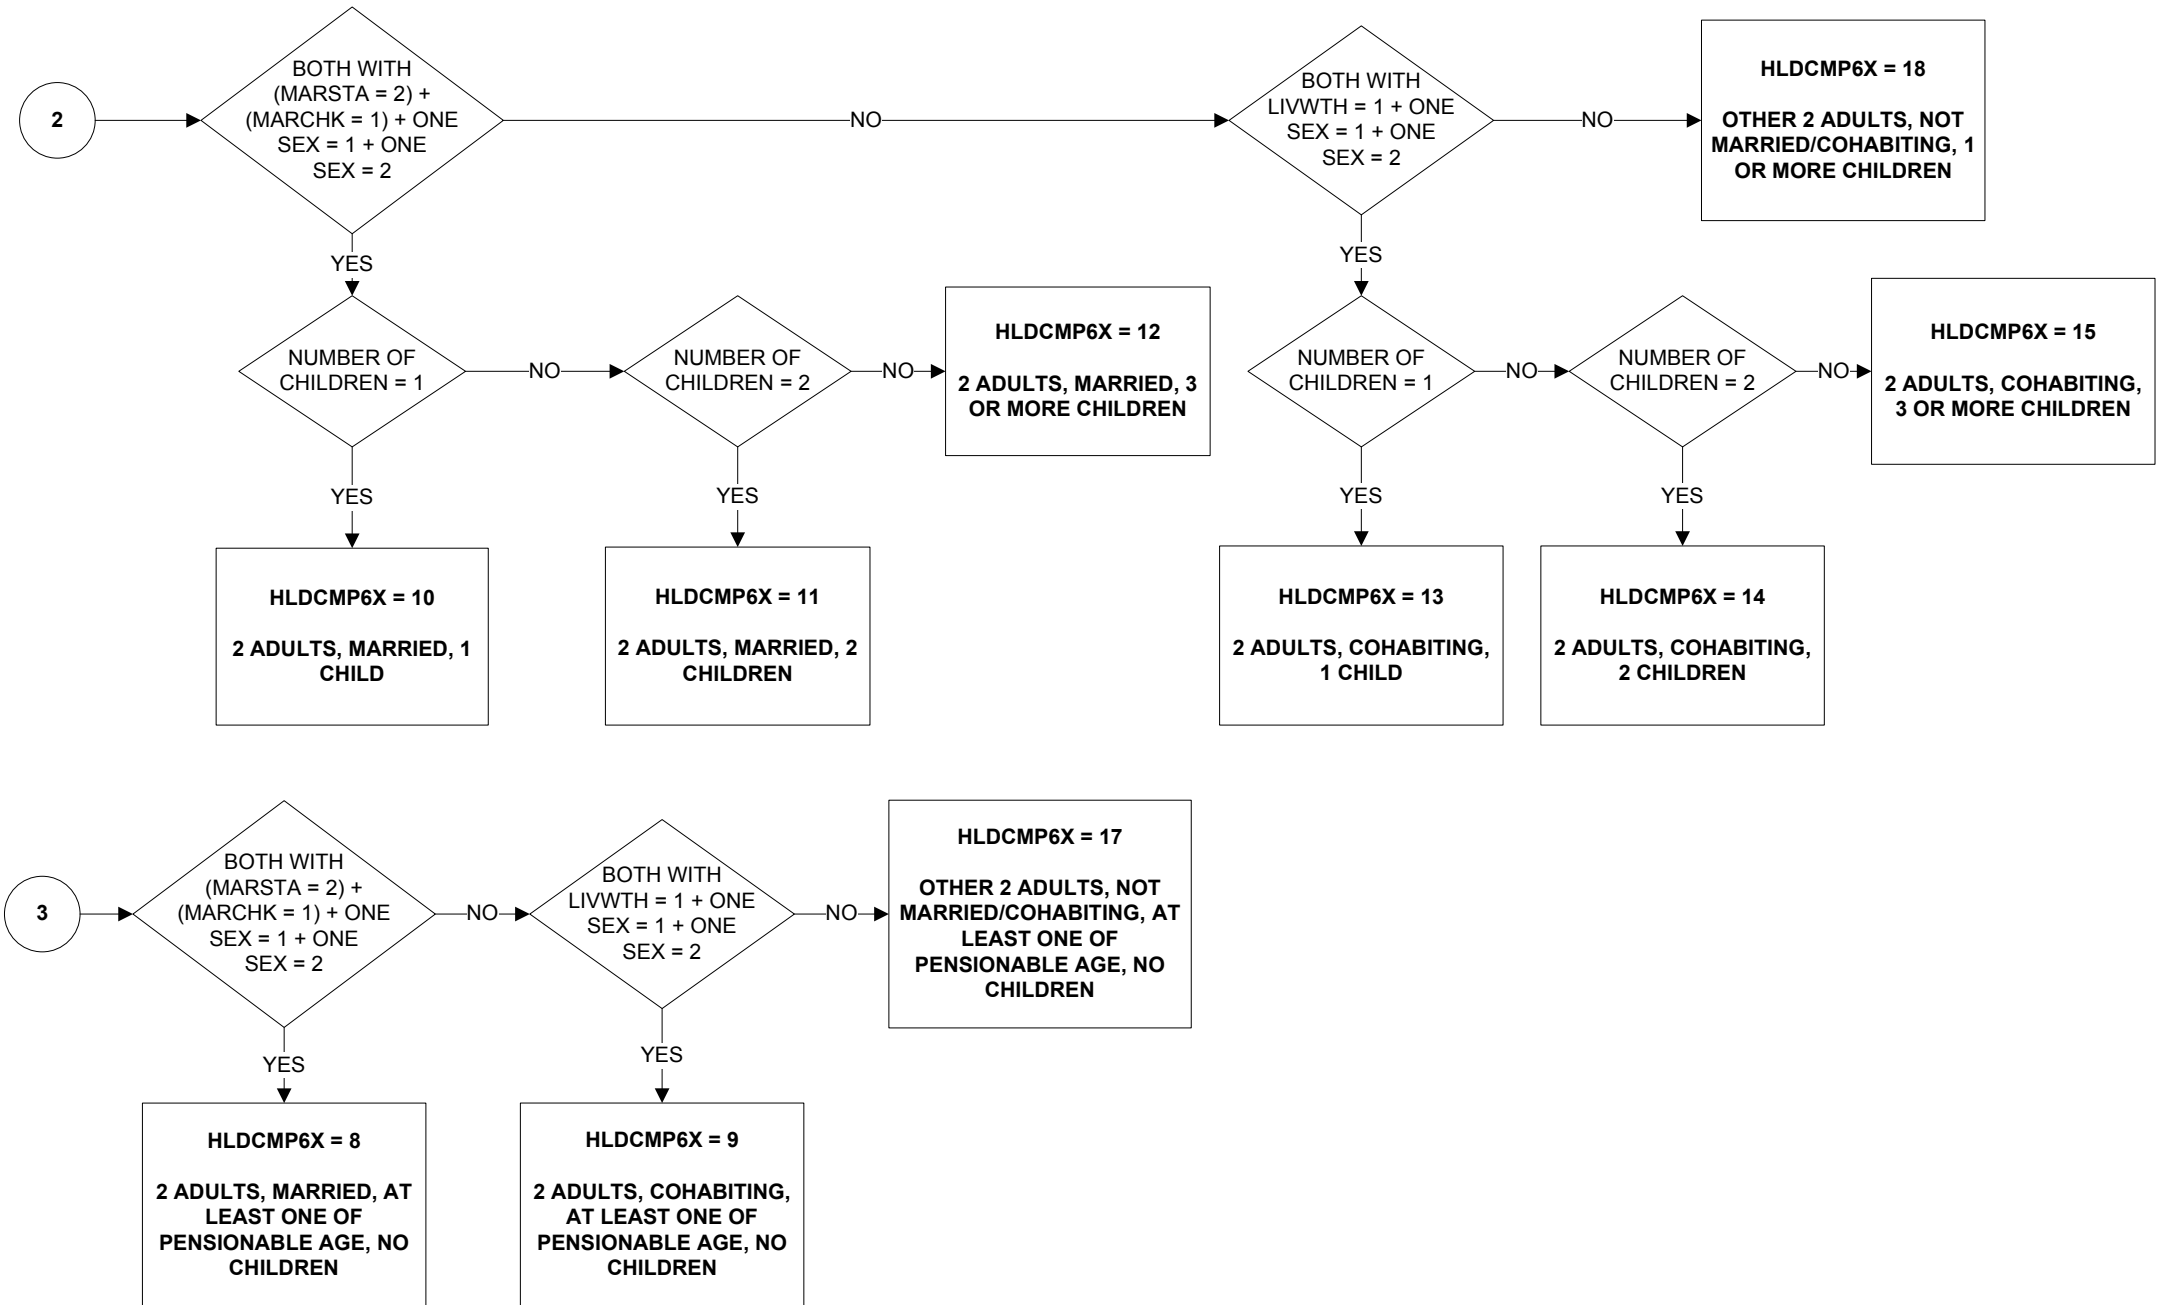 2
BOTH WITH
(MARSTA = 2) +
(MARCHK = 1) + ONE
SEX = 1 + ONE
SEX = 2
NO
BOTH WITH
LIVWTH = 1 + ONE
SEX = 1 + ONE
SEX = 2
NO
HLDCMP6X = 18
OTHER 2 ADULTS, NOT
MARRIED/COHABITING, 1
OR MORE CHILDREN
YES
YES
NUMBER OF
CHILDREN = 1
NO
NUMBER OF
CHILDREN = 2
NO
HLDCMP6X = 12
2 ADULTS, MARRIED, 3
OR MORE CHILDREN
NUMBER OF
CHILDREN = 1
NO
NUMBER OF
CHILDREN = 2
NO
HLDCMP6X = 15
2 ADULTS, COHABITING,
3 OR MORE CHILDREN
YES
YES
YES
YES
HLDCMP6X = 10
2 ADULTS, MARRIED, 1
CHILD
HLDCMP6X = 11
2 ADULTS, MARRIED, 2
CHILDREN
HLDCMP6X = 13
2 ADULTS, COHABITING,
1 CHILD
HLDCMP6X = 14
2 ADULTS, COHABITING,
2 CHILDREN
3
BOTH WITH
(MARSTA = 2) +
(MARCHK = 1) + ONE
SEX = 1 + ONE
SEX = 2
NO
BOTH WITH
LIVWTH = 1 + ONE
SEX = 1 + ONE
SEX = 2
NO
HLDCMP6X = 17
OTHER 2 ADULTS, NOT
MARRIED/COHABITING, AT
LEAST ONE OF
PENSIONABLE AGE, NO
CHILDREN
YES
YES
HLDCMP6X = 8
2 ADULTS, MARRIED, AT
LEAST ONE OF
PENSIONABLE AGE, NO
CHILDREN
HLDCMP6X = 9
2 ADULTS, COHABITING,
AT LEAST ONE OF
PENSIONABLE AGE, NO
CHILDREN